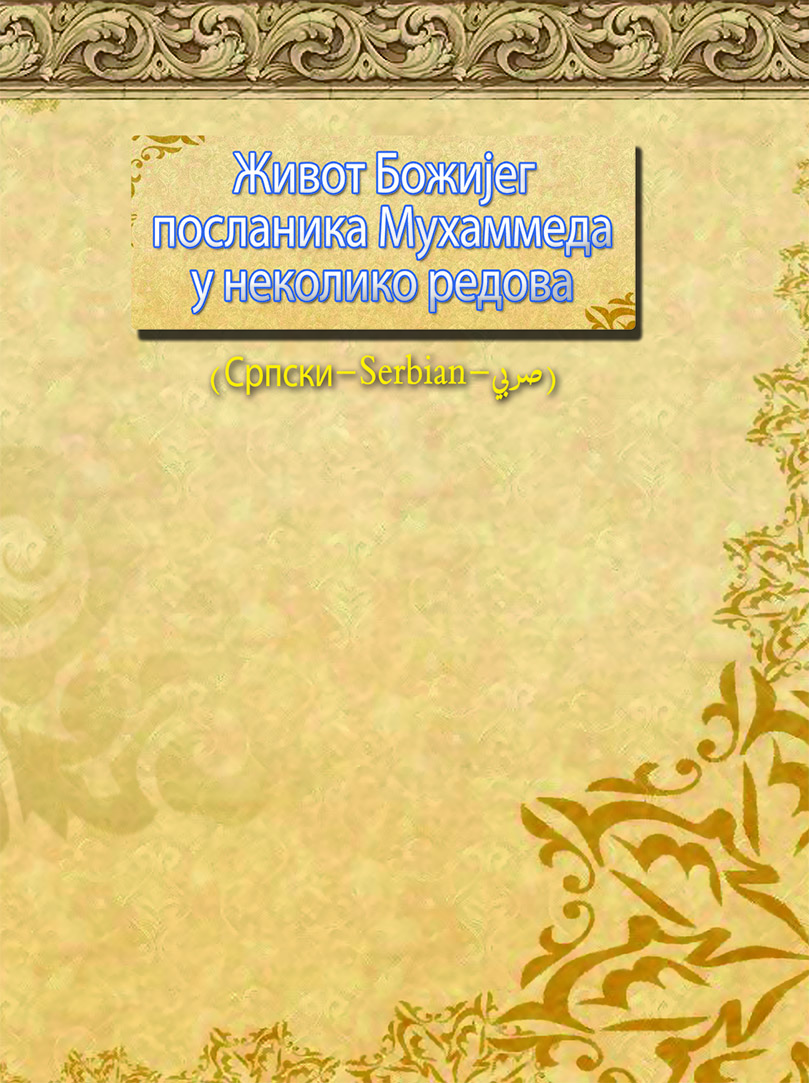 Живот Божијег
посланика Мухаммеда
у неколико редова
(Српски-Serbian-صربي)